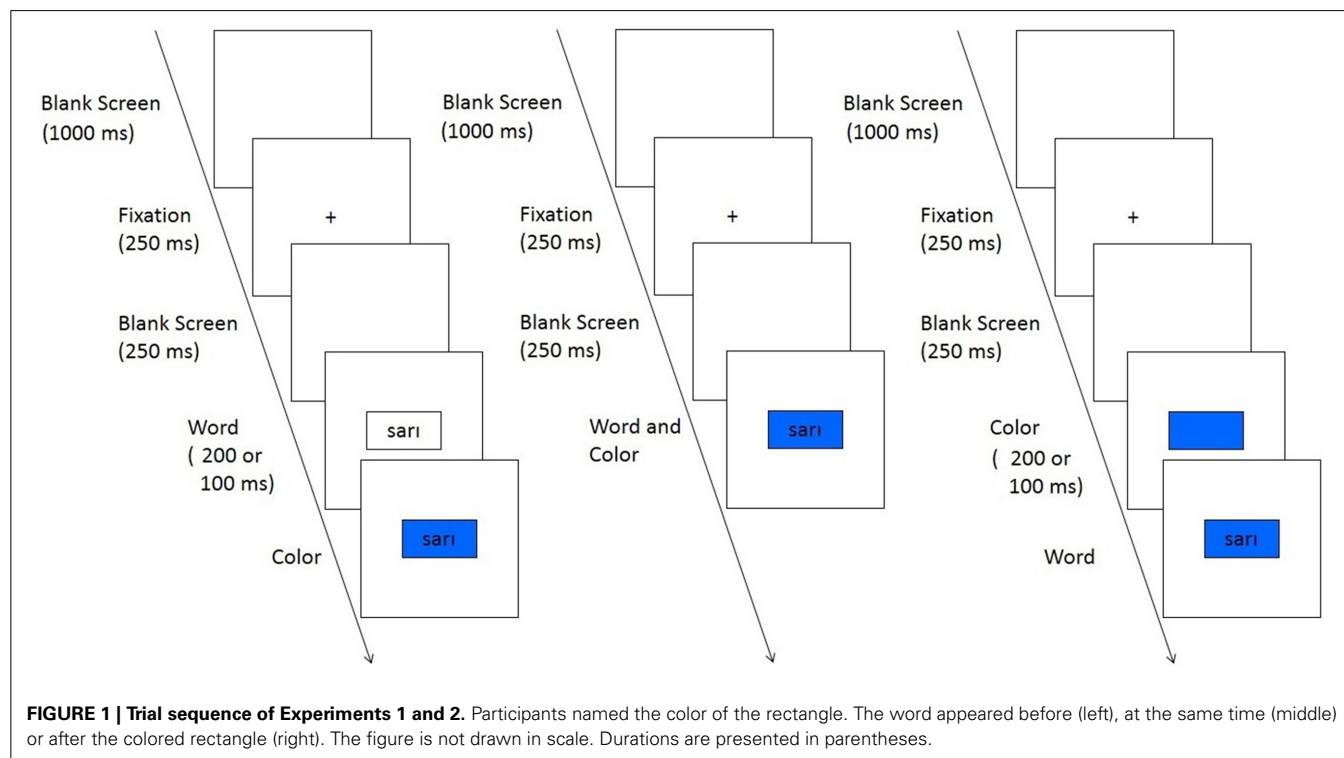 Blank Screen
(1000 ms)
Fixation
(250 ms)
+
Blank Screen
(250 ms)
Word
( 200 or
100 ms)
sarı
Color
sarı
Blank Screen
(1000 ms)
Fixation
(250 ms)
+
Blank Screen
(250 ms)
Word and
Color
sarı
Blank Screen
(1000 ms)
Fixation
(250 ms)
+
Blank Screen
(250 ms)
Color
( 200 or
100 ms)
Word
sarı
FIGURE 1 | Trial sequence of Experiments 1 and 2. Participants named the color of the rectangle. The word appeared before (left), at the same time (middle)
or after the colored rectangle (right). The figure is not drawn in scale. Durations are presented in parentheses.